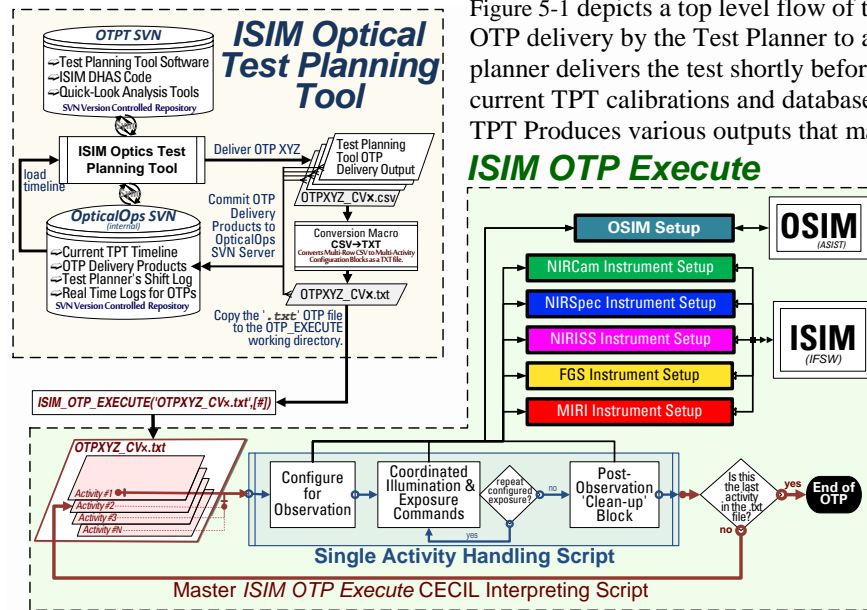 Figure 5-1 depicts a top level flow of t
OTP delivery by the Test Planner to a
planner delivers the test shortly befor
current TPT calibrations and database
TPT Produces various outputs that ma
ISIM Optical
Test Planning
Tool
OTPT SVN
Test Planning Tool Software
ISIM DHAS Code
Quick-Look Analysis Tools
SVN Version Controlled Repository
ISIM Optics Test
Planning Tool
load
timeline
Deliver OTP XYZ
Test Planning
Tool OTP
Delivery Output
OTPXYZ_CVx.csv
OpticalOps SVN
(internal)
Current TPT Timeline
OTP Delivery Products
Test Planner's Shift Log
Real Time Logs for OTPs
SVN Version Controlled Repository
Commit OTP
Delivery
Products to
OpticalOps
SVN Server
Conversion Macro
CSV➔TXT
Converts Multi-Row CSV to Multi-Activity
Configuration Blocks as a TXT file.
OTPXYZ_CVx.txt
Copy the '.txt' OTP file
to the OTP_EXECUTE
working directory.
ISIM OTP Execute
OSIM Setup
OSIM
(ASIST)
NIRCam Instrument Setup
NIRSpec Instrument Setup
NIRISS Instrument Setup
FGS Instrument Setup
MIRI Instrument Setup
ISIM
(IFSW)
ISIM_OTP_EXECUTE('OTPXYZ_CVx.txt',[#])
OTPXYZ_CVx.txt
Activity #1
Activity #2
Activity #3
Activity #N
Configure
for
Observation
Coordinated
Illumination &
Exposure
Commands
repeat
configured
exposure?
no
yes
Post-
Observation
'Clean-up'
Block
Is this
the last
activity
in the .txt
file?
yes
no
End of
OTP
Single Activity Handling Script
Master ISIM OTP Execute CECIL Interpreting Script